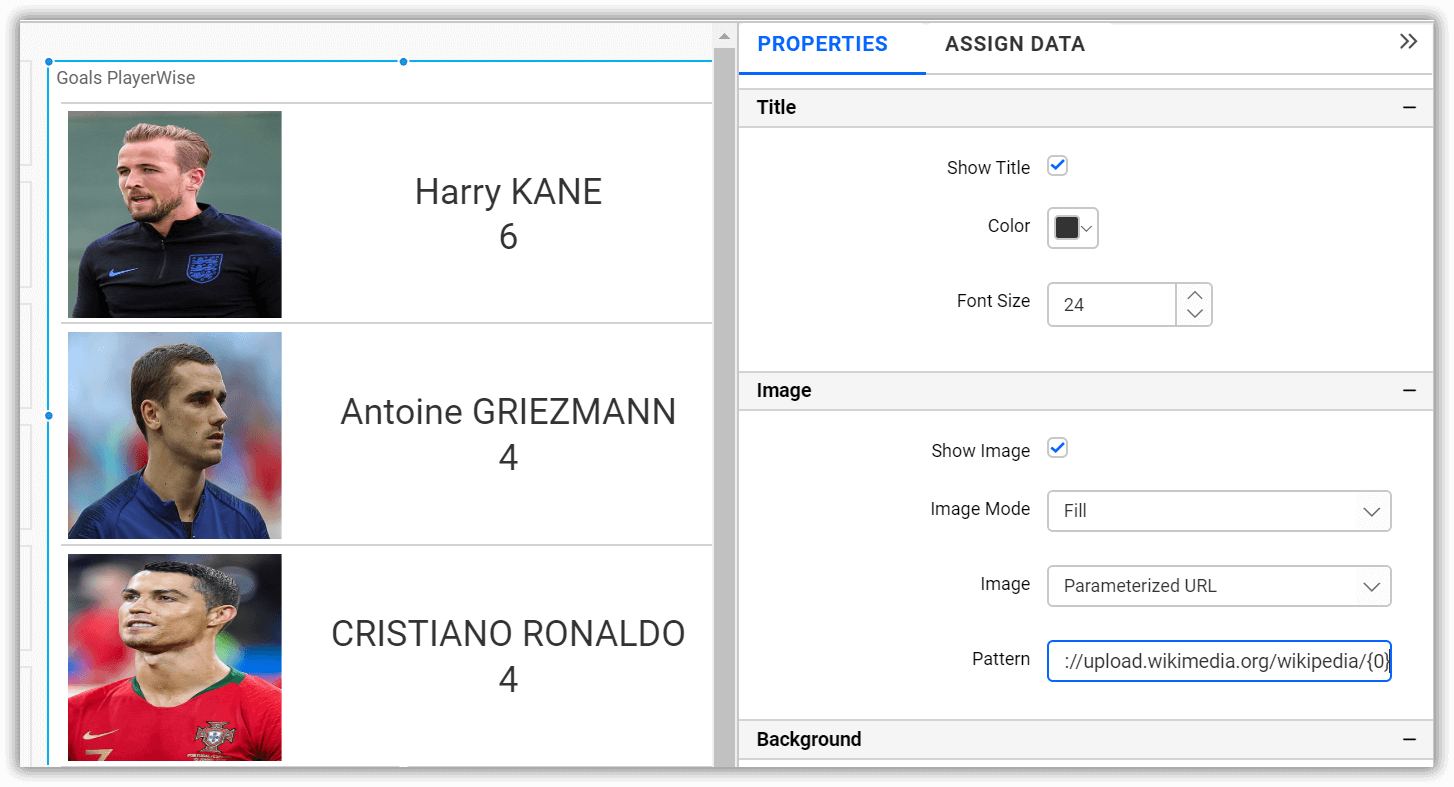 Goals PlayerWise
Harry KANE
6
Antoine GRIEZMANN
4
CRISTIANO RONALDO
4
7
PROPERTIES
ASSIGN DATA
Title
Show Title
Color
Font Size
24
Image
Show Image
Image Mode
Fill
Image
Parameterized URL
Pattern
://upload.wikimedia.org/wikipedia/{0}
Background